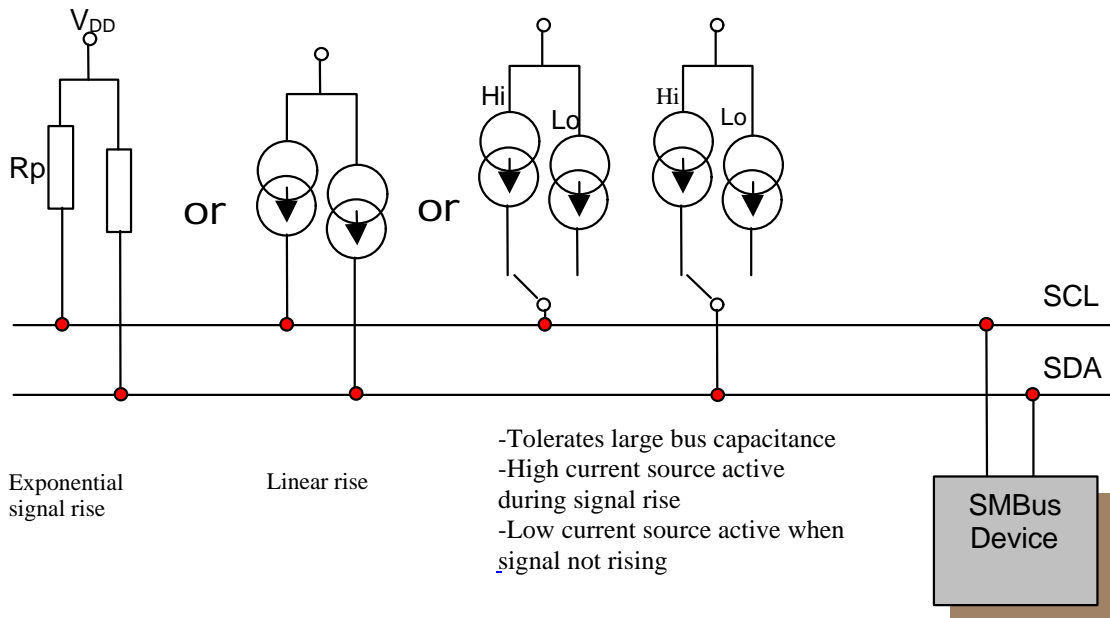 VDD
Hi
Lo
Hi
Lo
Rp
or
or
SCL
SDA
Exponential
signal rise
Linear rise
-Tolerates large bus capacitance
-High current source active
during signal rise
-Low current source active when
signal not rising
SMBus
Device